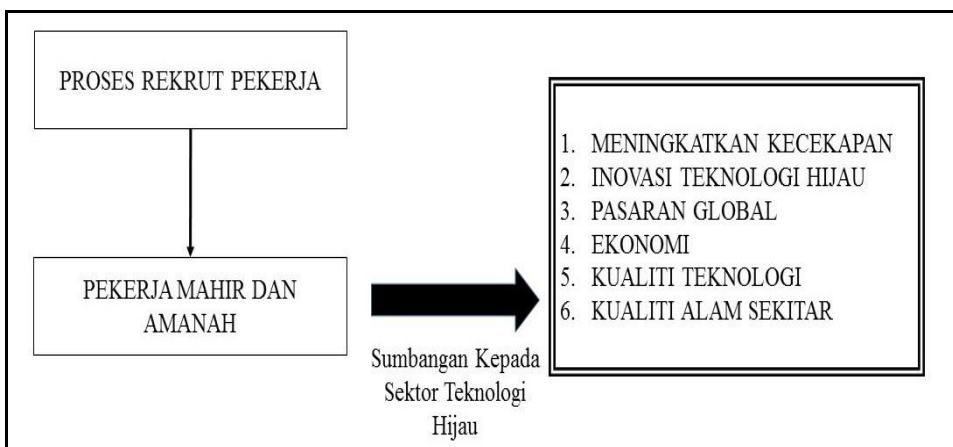 PROSES REKRUT PEKERJA
PEKERJA MAHIR DAN
AMANAH
Sumbangan Kepada
Sektor Teknologi
Hijau
1. MENINGKATKAN KECEKAPAN
2. INOVASI TEKNOLOGI HIJAU
3. PASARAN GLOBAL
4. EKONOMI
5. KUALITI TEKNOLOGI
6. KUALITI ALAM SEKITAR